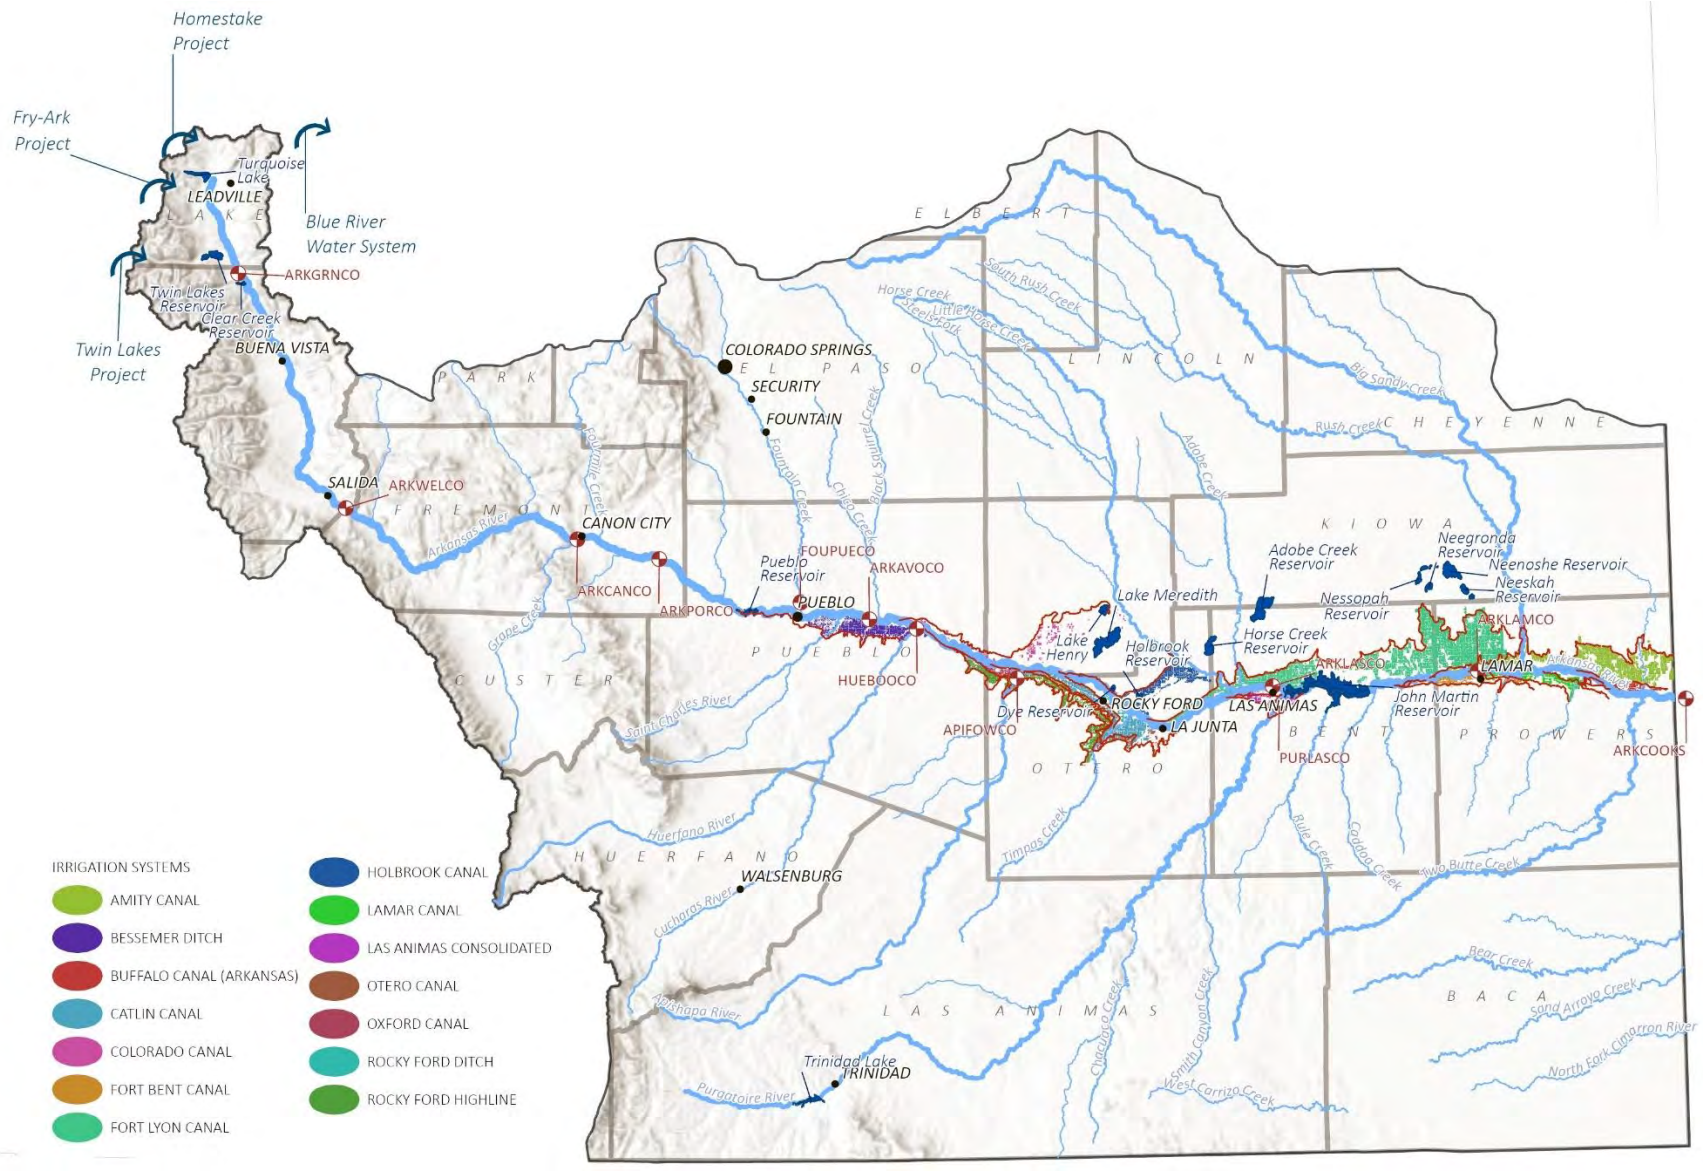 Homestake
Project
Fry-Ark
Project
Turquoise
Lake
LEADVILLE
L A K E
Blue River
Water System
ARKGRNCO
Twin Lakes
Reservoir
Clear Creek
Reservoir
BUENA VISTA
Twin Lakes
Project
E L B E R T
South Rush Creek
Horse Creek
Little Horse Creek
Steels Fork
COLORADO SPRINGS
E L P A S O
L I N C O L N
P A R K
SECURITY
FOUNTAIN
Big Sandy Creek
Rush Creek
C H E Y E N N E
Fourmile Creek
Fountain Creek
Chico Creek
Black Squirrel Creek
Adobe Creek
SALIDA
ARKWELCO
F R E M O N T
Arkansas River
CANON CITY
K I O W A
Neegronda
Reservoir
Neenoshe Reservoir
Neeskah
Reservoir
Nessopah
Reservoir
Adobe Creek
Reservoir
FOUPUECO
ARKAVOCO
Pueblo
Reservoir
ARKCANCO
ARKPORCO
PUEBLO
Lake Meredith
Lake
Henry
Holbrook
Reservoir
Horse Creek
Reservoir
ARKLAMCO
Grape Creek
P U E B L O
HUEBOOCO
ARKLASCO
LAMAR
Arkansas River
C U S T E R
Saint Charles River
Dye Reservoir
ROCKY FORD
LAS ANIMAS
John Martin
Reservoir
APIFOWCO
LA JUNTA
B E N T
P R O W E R S
ARKCOOKS
PURLASCO
O T E R O
Huerfano River
H U E R F A N O
Timpas Creek
Rule Creek
Caddoa Creek
Two Butte Creek
WALSENBURG
Cucharas River
Bear Creek
Apishapa River
L A S A N I M A S
B A C A
Sand Arroyo Creek
North Fork Cimarron River
Chacuaco Creek
Smith Canyon Creek
West Carrizo Creek
Trinidad Lake
TRINIDAD
Purgatoire River
IRRIGATION SYSTEMS
AMITY CANAL
BESSEMER DITCH
BUFFALO CANAL (ARKANSAS)
CATLIN CANAL
COLORADO CANAL
FORT BENT CANAL
FORT LYON CANAL
HOLBROOK CANAL
LAMAR CANAL
LAS ANIMAS CONSOLIDATED
OTERO CANAL
OXFORD CANAL
ROCKY FORD DITCH
ROCKY FORD HIGHLINE